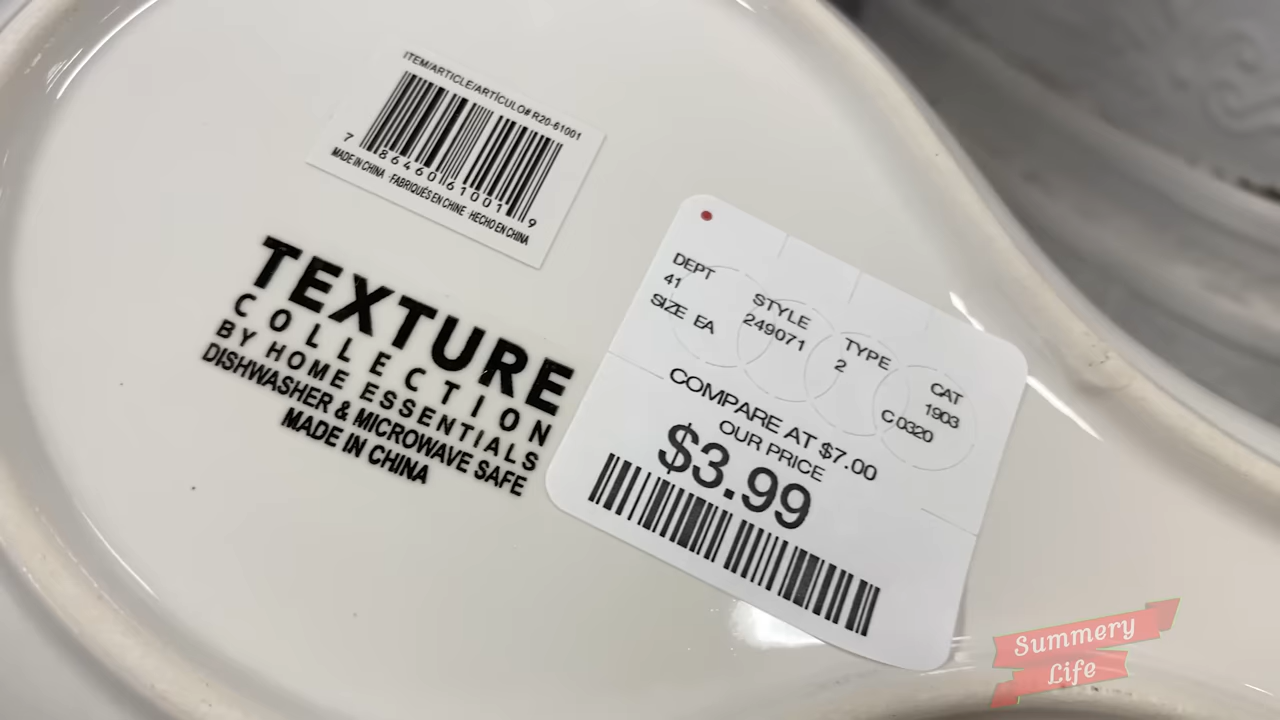 ITEM/ARTICLE/ARTÍCULO# R20-61001
7 86460 61001 9
MADE IN CHINA · FABRIQUÉS EN CHINE · HECHO EN CHINA
TEXTURE
COLLECTION
BY HOME ESSENTIALS
DISHWASHER & MICROWAVE SAFE
MADE IN CHINA
DEPT STYLE TYPE CAT
41 249071 2 1903
SIZE EA C0320
COMPARE AT $7.00
OUR PRICE
$3.99
Summery
Life